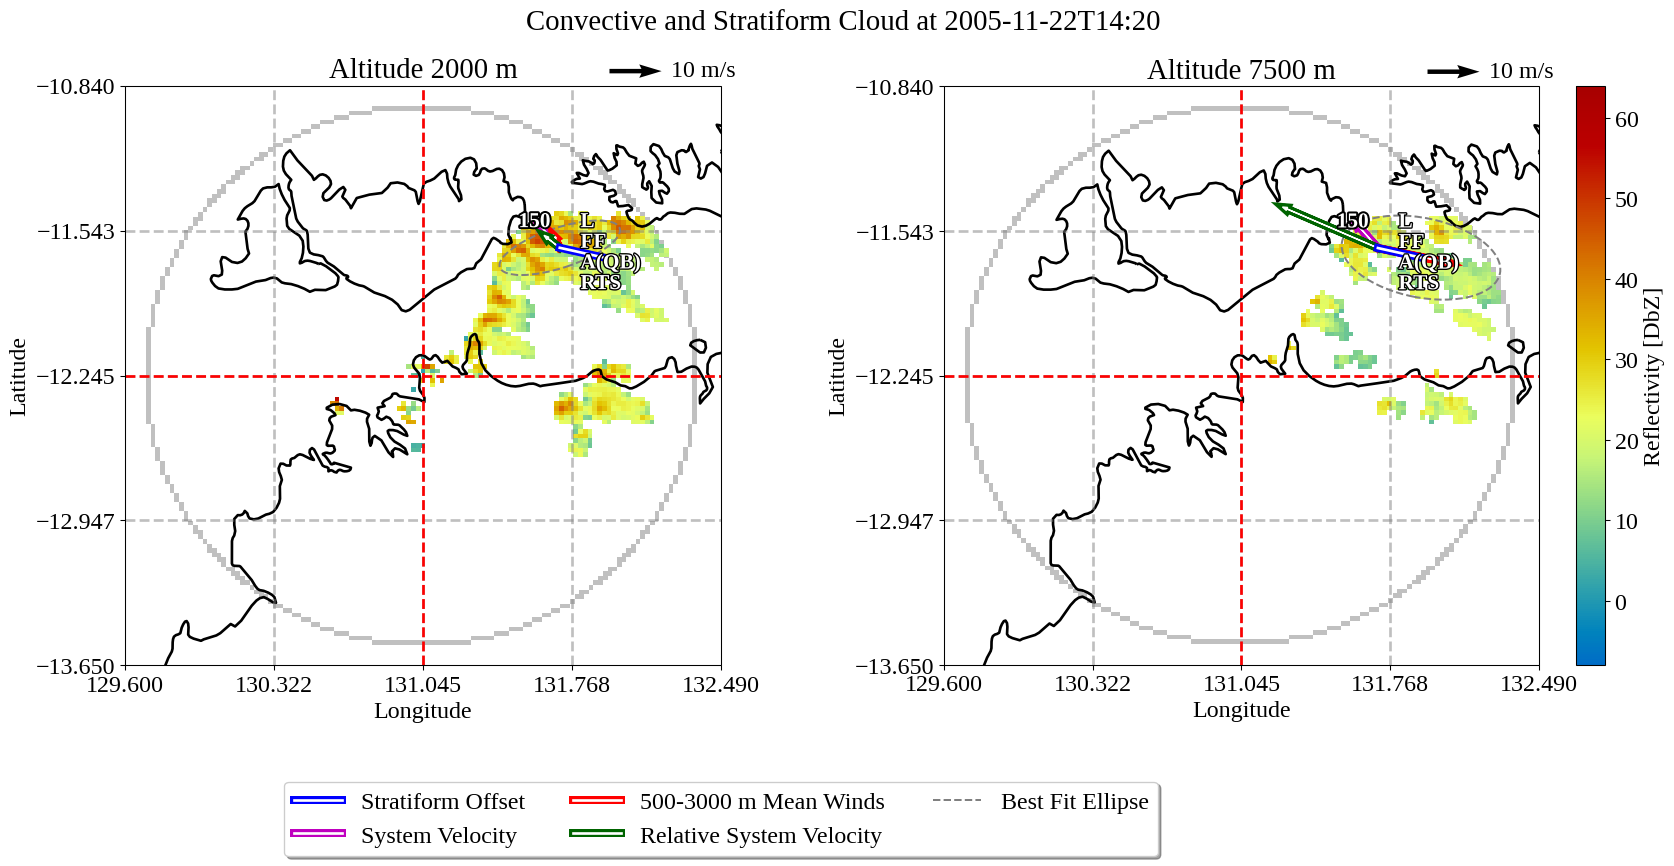 Convective and Stratiform Cloud at 2005-11-22T14:20
Altitude 2000 m
10 m/s
−10.840
−11.543
−12.245
−12.947
−13.650
129.600
130.322
131.045
131.768
132.490
Latitude
Longitude
150
L
FF
A(QB)
RTS
Altitude 7500 m
10 m/s
−10.840
−11.543
−12.245
−12.947
−13.650
129.600
130.322
131.045
131.768
132.490
Latitude
Longitude
150
L
FF
A(QB)
RTS
60
50
40
30
20
10
0
Reflectivity [DbZ]
Stratiform Offset
System Velocity
500-3000 m Mean Winds
Relative System Velocity
Best Fit Ellipse